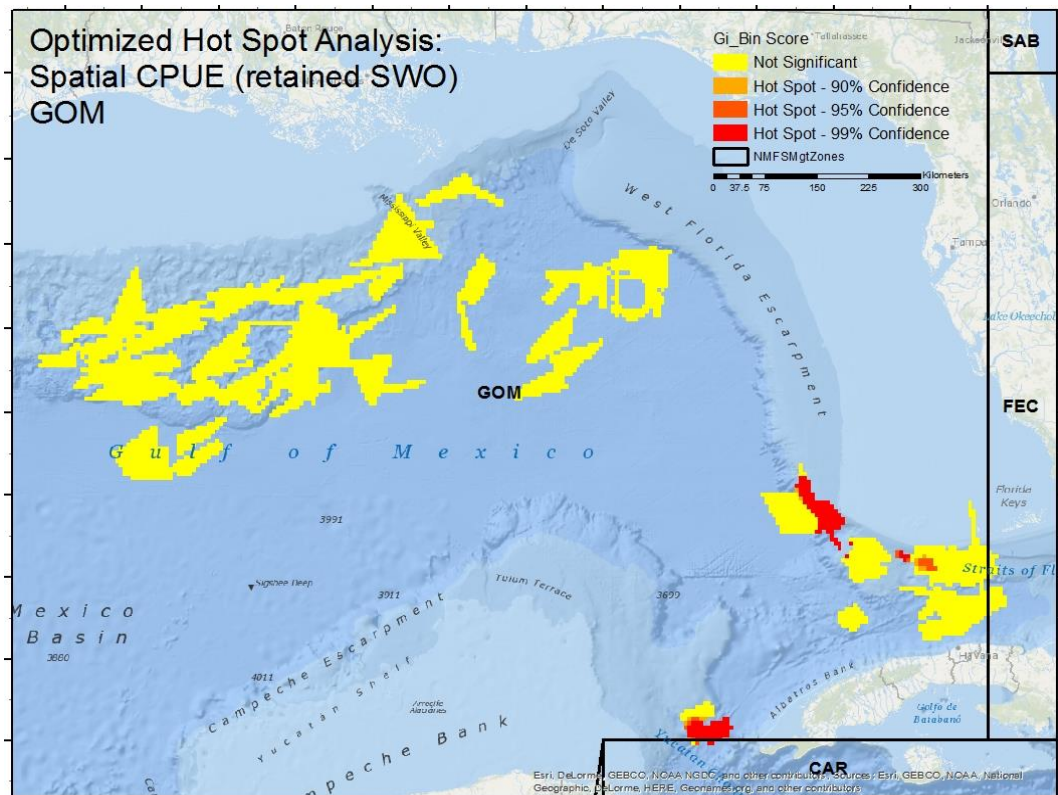 Optimized Hot Spot Analysis:
Spatial CPUE (retained SWO)
GOM
Gi_Bin Score
Not Significant
Hot Spot - 90% Confidence
Hot Spot - 95% Confidence
Hot Spot - 99% Confidence
NMFSMgtZones
Kilometers
0 37.5 75 150 225 300
Baton Rouge
Tallahassee
SAB
De Soto Valley
Mississippi Valley
West Florida Escarpment
Orlando
Tampa
GOM
FEC
Gulf of Mexico
3991
Florida
Keys
Sigsbee Deep
Straits of Fl
Tulum Terrace
3911
3699
Mexico
Basin
3880
4011
Campeche Escarpment
Yucatan Shelf
Havana
Albatros Bank
Golfo de
Batabanó
Campeche Bank
CAR
Esri, DeLorme, GEBCO, NOAA NGDC, and other contributors, Sources: Esri, GEBCO, NOAA, National
Geographic, DeLorme, HERE, Geonames.org, and other contributors